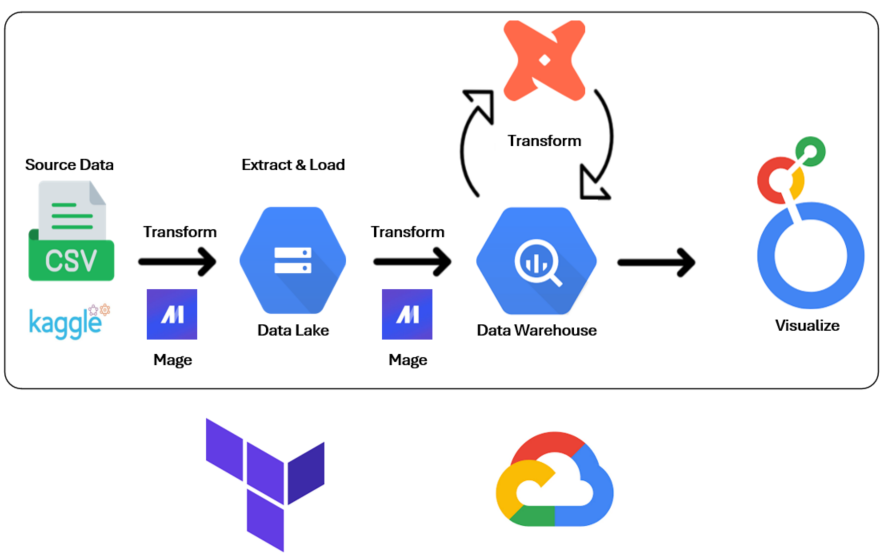 Transform
Source Data
Extract & Load
CSV
Transform
Transform
kaggle
Data Lake
Data Warehouse
Visualize
Mage
Mage